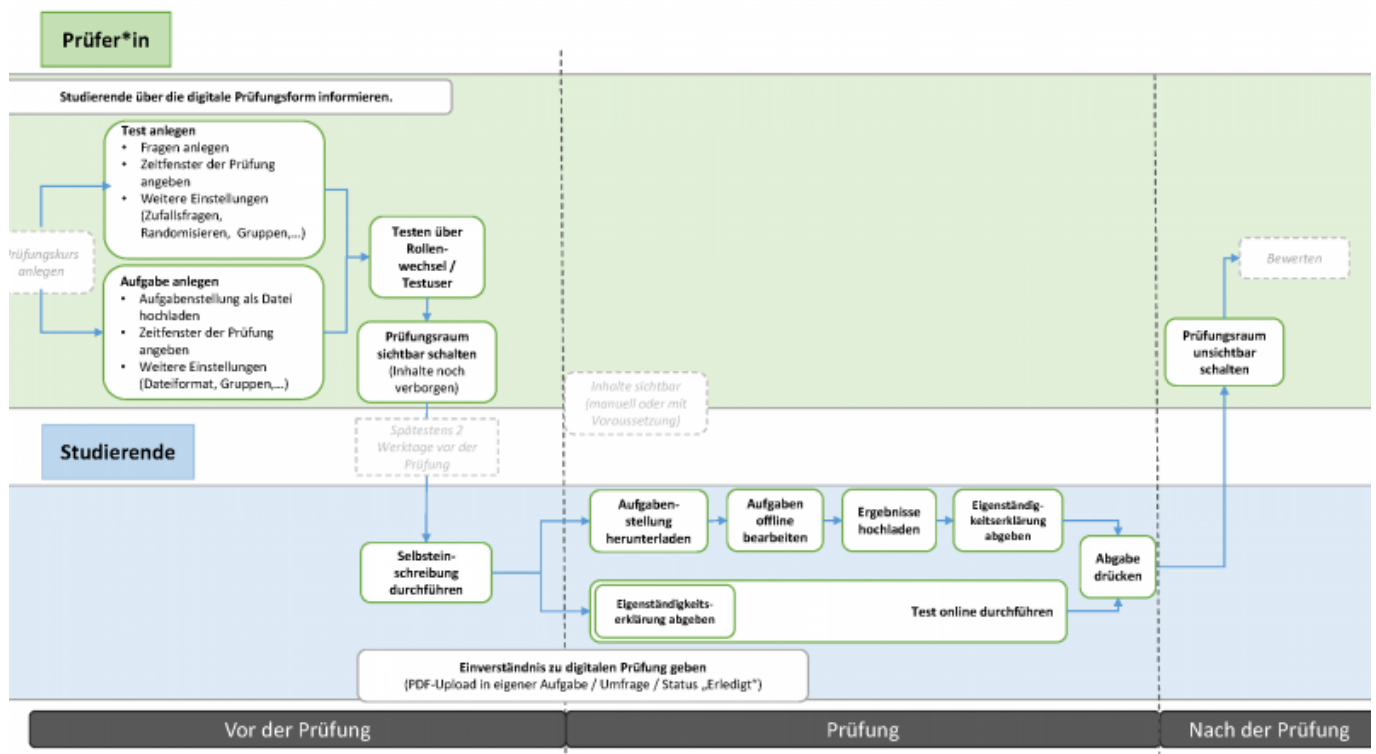 Prüfer*in
Studierende über die digitale Prüfungsform informieren.
Test anlegen
• Fragen anlegen
• Zeitfenster der Prüfung
angeben
• Weitere Einstellungen
(Zufallsfragen,
Randomisieren, Gruppen,...)
Prüfungskurs
anlegen
Aufgabe anlegen
• Aufgabenstellung als Datei
hochladen
• Zeitfenster der Prüfung
angeben
• Weitere Einstellungen
(Dateiformat, Gruppen,...)
Testen über
Rollen-
wechsel /
Testuser
Prüfungsraum
sichtbar schalten
(Inhalte noch
verborgen)
Inhalte sichtbar
(manuell oder mit
Voraussetzung)
Bewerten
Prüfungsraum
unsichtbar
schalten
Spätestens 2
Werktage vor der
Prüfung
Studierende
Selbstein-
schreibung
durchführen
Aufgaben-
stellung
herunterladen
Aufgaben
offline
bearbeiten
Ergebnisse
hochladen
Eigenständig-
keitserklärung
abgeben
Abgabe
drücken
Eigenständigkeits-
erklärung abgeben
Test online durchführen
Einverständnis zu digitalen Prüfung geben
(PDF-Upload in eigener Aufgabe / Umfrage / Status „Erledigt“)
Vor der Prüfung
Prüfung
Nach der Prüfung